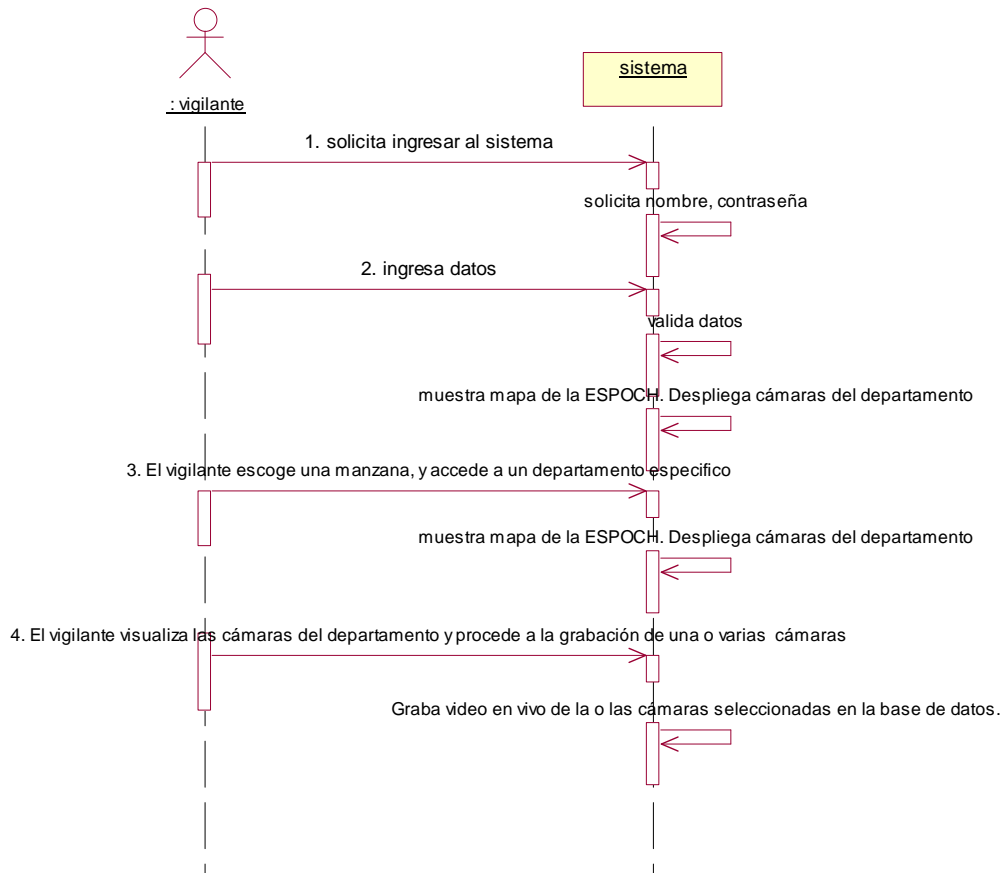 sistema
: vigilante
1. solicita ingresar al sistema
solicita nombre, contraseña
2. ingresa datos
valida datos
muestra mapa de la ESPOCH. Despliega cámaras del departamento
3. El vigilante escoge una manzana, y accede a un departamento especifico
muestra mapa de la ESPOCH. Despliega cámaras del departamento
4. El vigilante visualiza las cámaras del departamento y procede a la grabación de una o varias cámaras
Graba video en vivo de la o las cámaras seleccionadas en la base de datos.